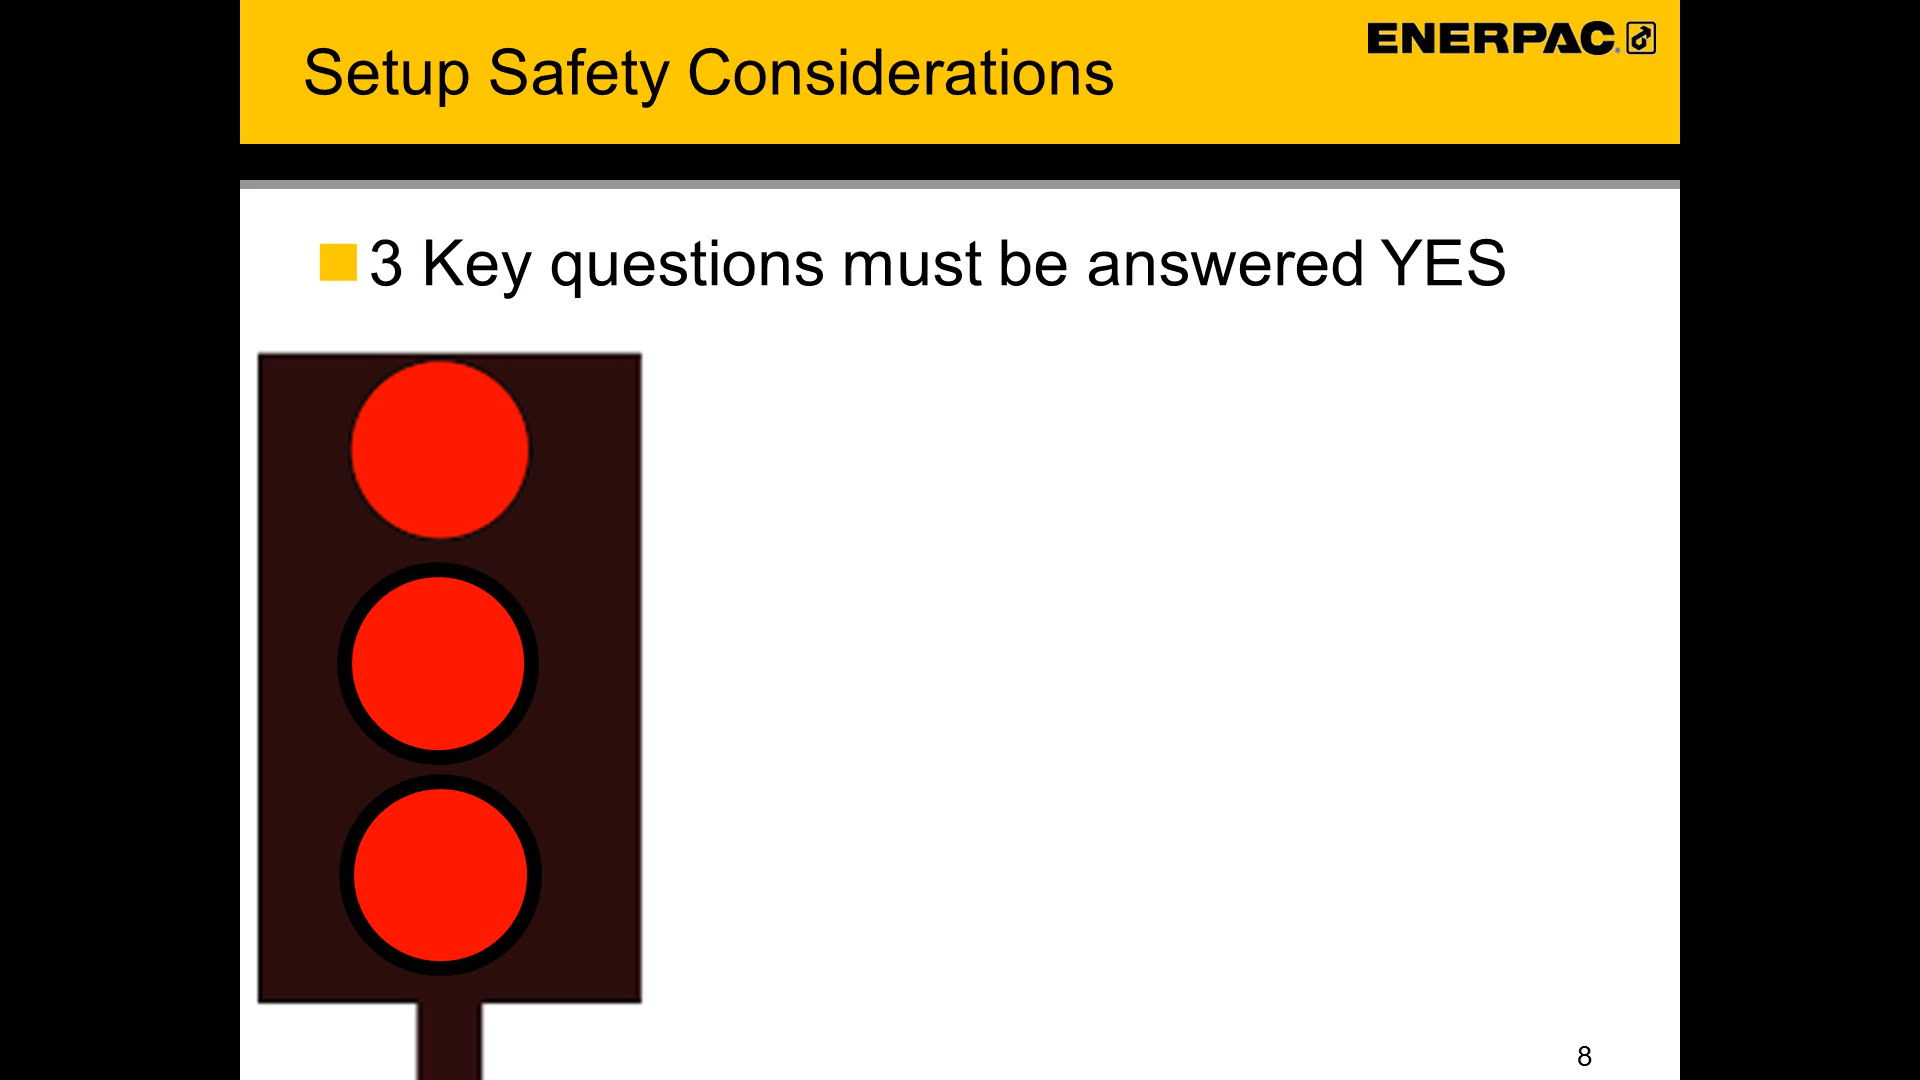 ENERPAC
Setup Safety Considerations
3 Key questions must be answered YES
8